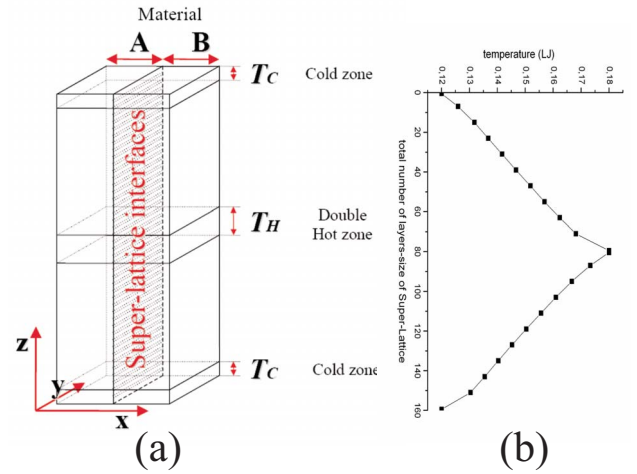 Material
A B
T_C Cold zone
Super-lattice interfaces
T_H Double
Hot zone
T_C Cold zone
z
y
x
(a)
temperature (LJ)
0,12 0,13 0,14 0,15 0,16 0,17 0,18
total number of layers-size of Super-Lattice
0
20
40
60
80
100
120
140
160
(b)